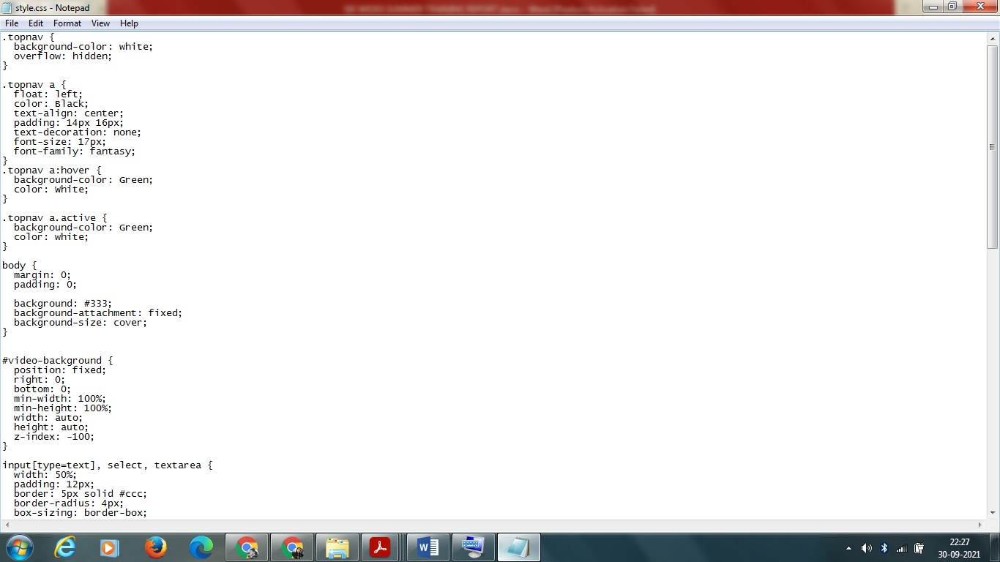 style.css - Notepad
File Edit Format View Help
.topnav {
  background-color: white;
  overflow: hidden;
}

.topnav a {
  float: left;
  color: Black;
  text-align: center;
  padding: 14px 16px;
  text-decoration: none;
  font-size: 17px;
  font-family: fantasy;
}
.topnav a:hover {
  background-color: Green;
  color: White;
}

.topnav a.active {
  background-color: Green;
  color: white;
}

body {
  margin: 0;
  padding: 0;

  background: #333;
  background-attachment: fixed;
  background-size: cover;
}


#video-background {
  position: fixed;
  right: 0;
  bottom: 0;
  min-width: 100%;
  min-height: 100%;
  width: auto;
  height: auto;
  z-index: -100;
}

input[type=text], select, textarea {
  width: 50%;
  padding: 12px;
  border: 5px solid #ccc;
  border-radius: 4px;
  box-sizing: border-box;
22:27
30-09-2021